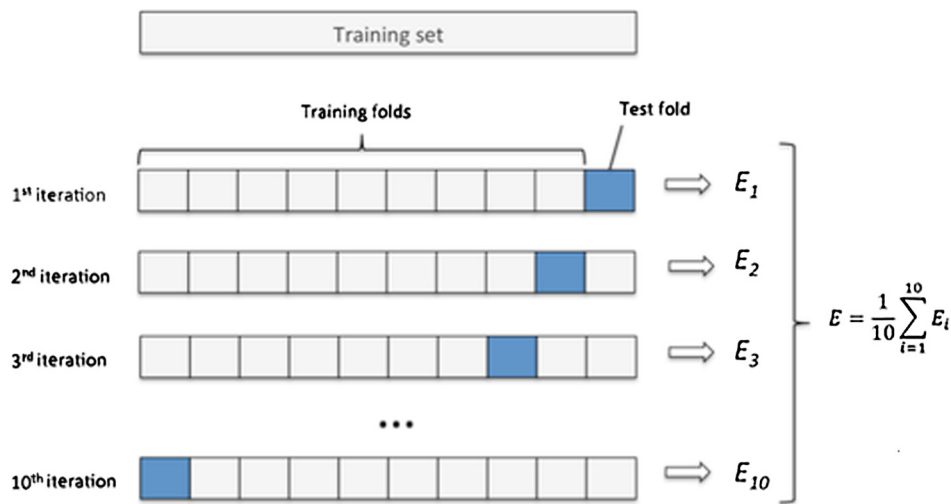 Training set
Training folds
Test fold
1st iteration
E1
2nd iteration
E2
E = 1/10 ∑ i=1 10 Ei
3rd iteration
E3
...
10th iteration
E10